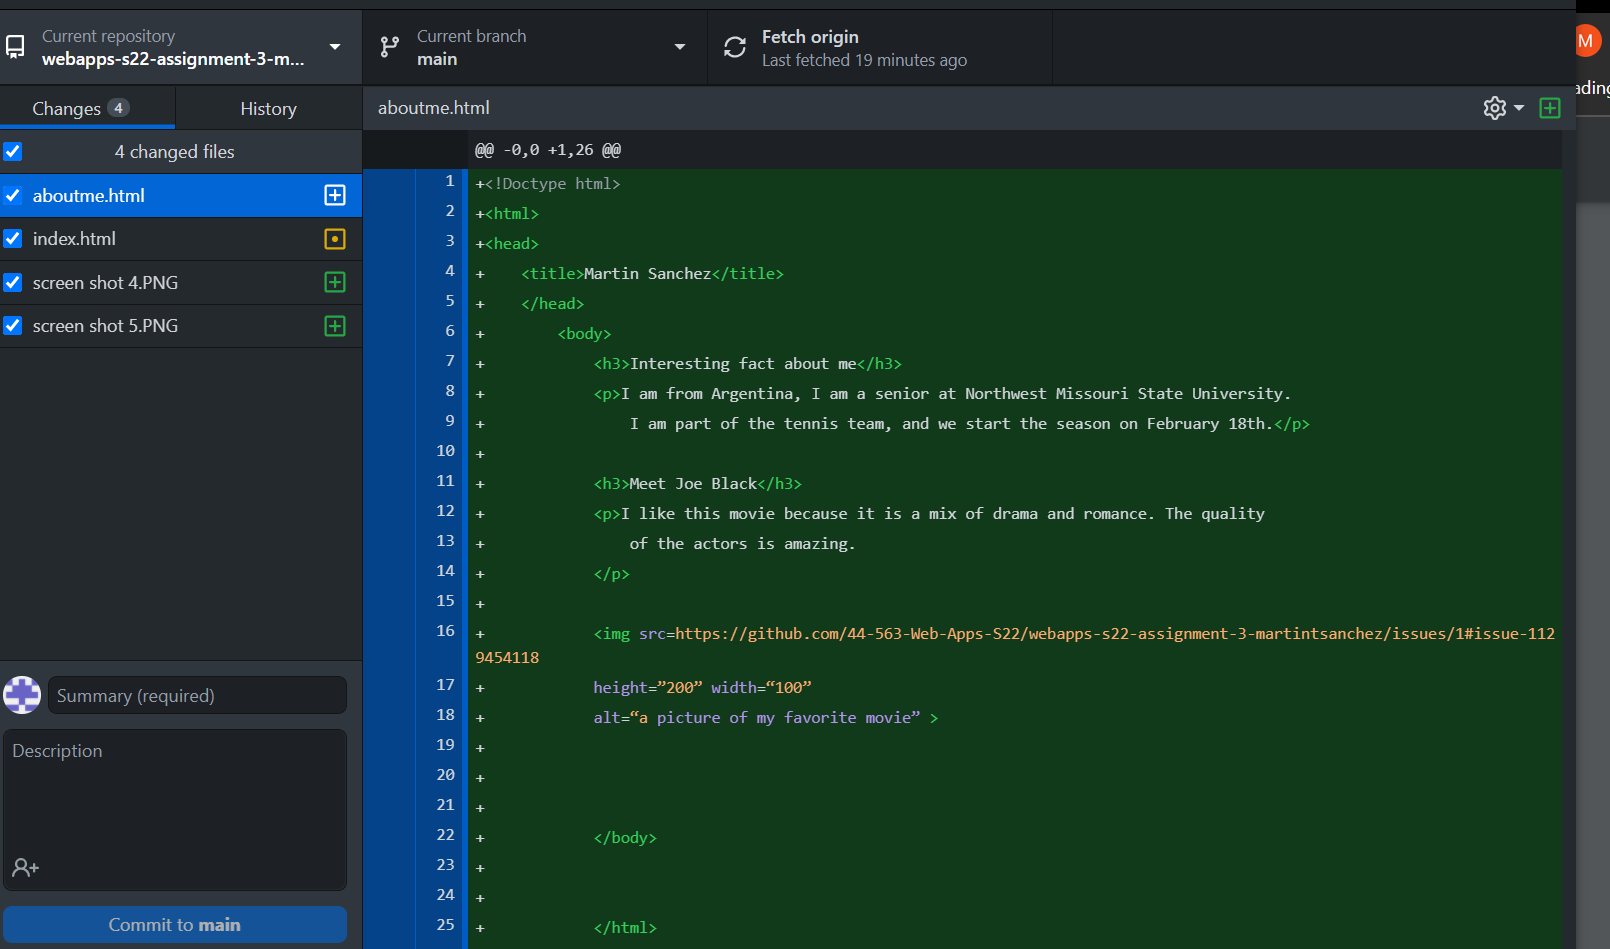 Current repository
webapps-s22-assignment-3-m...
Current branch
main
Fetch origin
Last fetched 19 minutes ago
M
ading
Changes 4
History
4 changed files
aboutme.html
index.html
screen shot 4.PNG
screen shot 5.PNG
Summary (required)
Description
Commit to main
aboutme.html
@@ -0,0 +1,26 @@
1 +<!Doctype html>
2 +<html>
3 +<head>
4 +    <title>Martin Sanchez</title>
5 +    </head>
6 +        <body>
7 +            <h3>Interesting fact about me</h3>
8 +            <p>I am from Argentina, I am a senior at Northwest Missouri State University.
9 +                I am part of the tennis team, and we start the season on February 18th.</p>
10 +
11 +            <h3>Meet Joe Black</h3>
12 +            <p>I like this movie because it is a mix of drama and romance. The quality
13 +                of the actors is amazing.
14 +            </p>
15 +
16 +            <img src=https://github.com/44-563-Web-Apps-S22/webapps-s22-assignment-3-martintsanchez/issues/1#issue-112
9454118
17 +            height=”200” width=“100”
18 +            alt=“a picture of my favorite movie” >
19 +
20 +
21 +
22 +            </body>
23 +
24 +
25 +            </html>